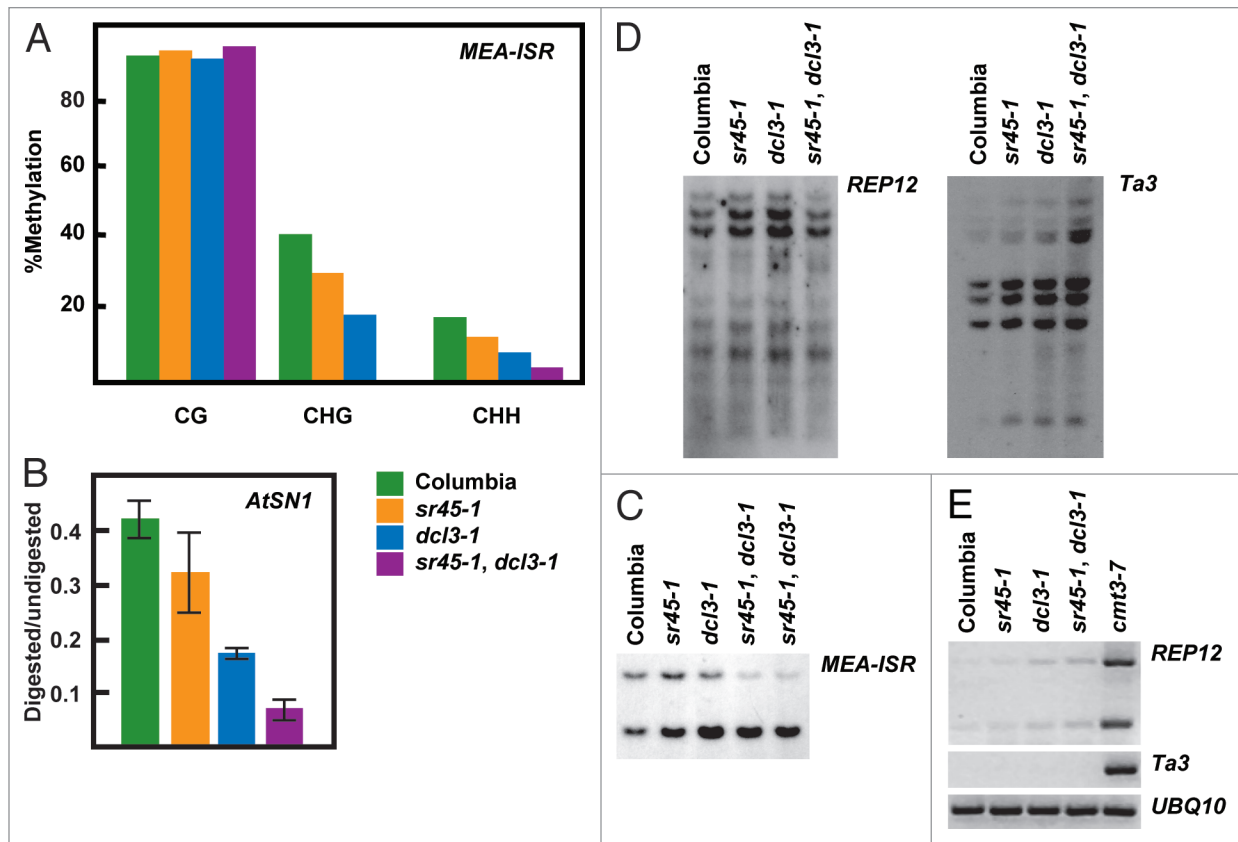 A
MEA-ISR
%Methylation
80
60
40
20
CG CHG CHH
B
AtSN1
Digested/undigested
0.4
0.3
0.2
0.1
Columbia
sr45-1
dcl3-1
sr45-1, dcl3-1
D
Columbia
sr45-1
dcl3-1
sr45-1, dcl3-1
REP12
Columbia
sr45-1
dcl3-1
sr45-1, dcl3-1
Ta3
C
Columbia
sr45-1
dcl3-1
sr45-1, dcl3-1
sr45-1, dcl3-1
MEA-ISR
E
Columbia
sr45-1
dcl3-1
sr45-1, dcl3-1
cmt3-7
REP12
Ta3
UBQ10